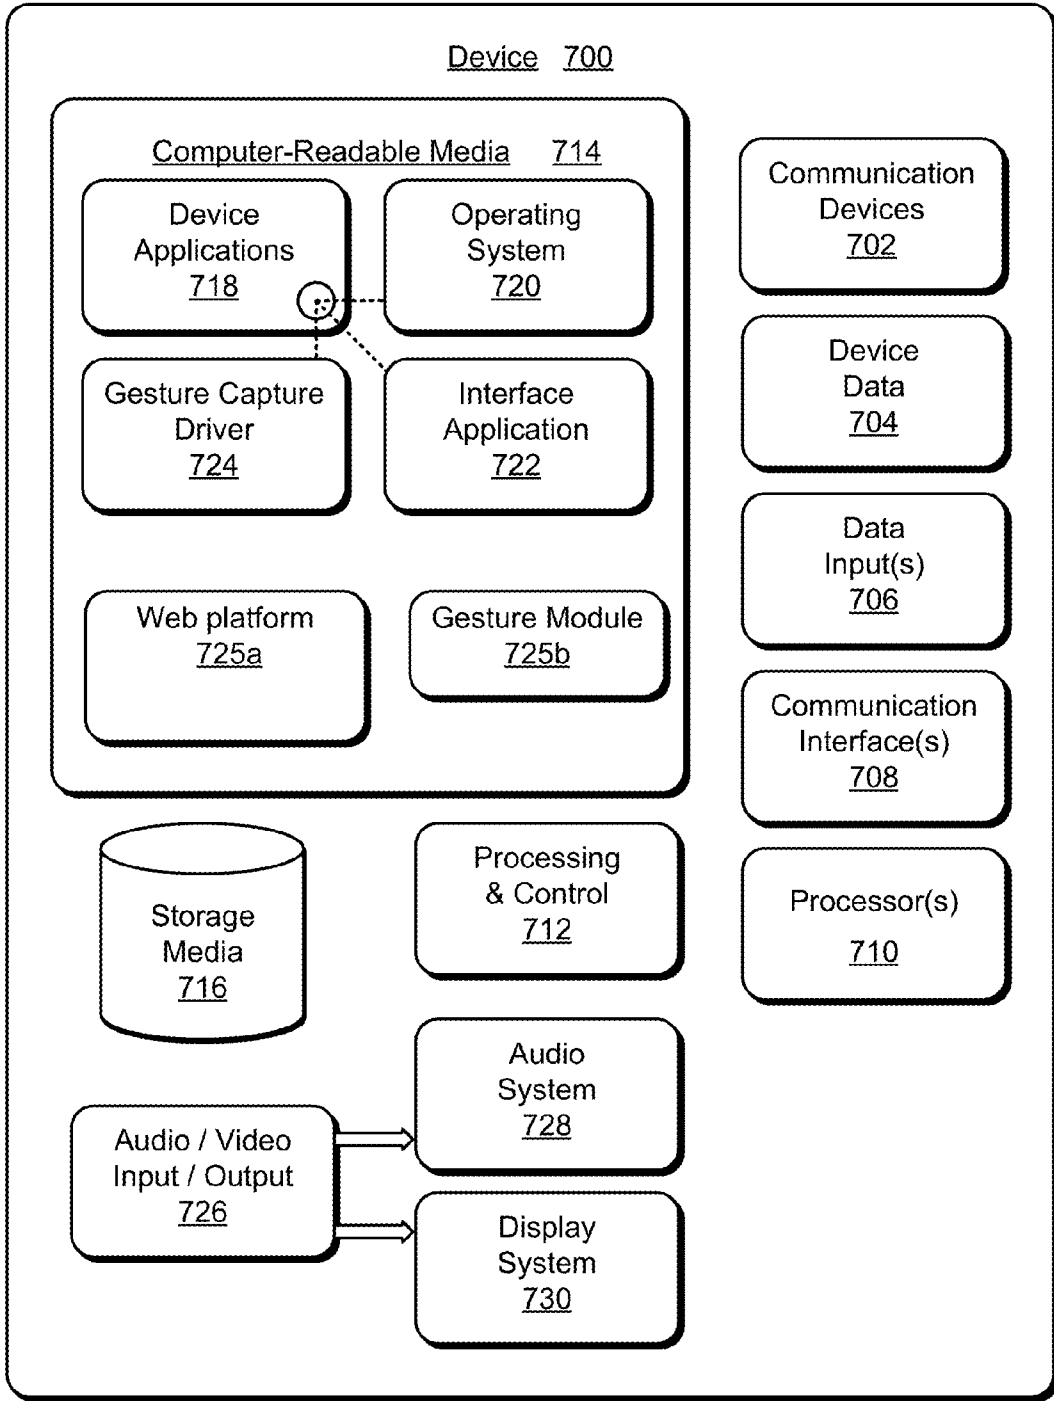 Device 700
Computer-Readable Media 714
Device
Applications
718
Operating
System
720
Gesture Capture
Driver
724
Interface
Application
722
Web platform
725a
Gesture Module
725b
Communication
Devices
702
Device
Data
704
Data
Input(s)
706
Communication
Interface(s)
708
Processor(s)
710
Storage
Media
716
Processing
& Control
712
Audio / Video
Input / Output
726
Audio
System
728
Display
System
730